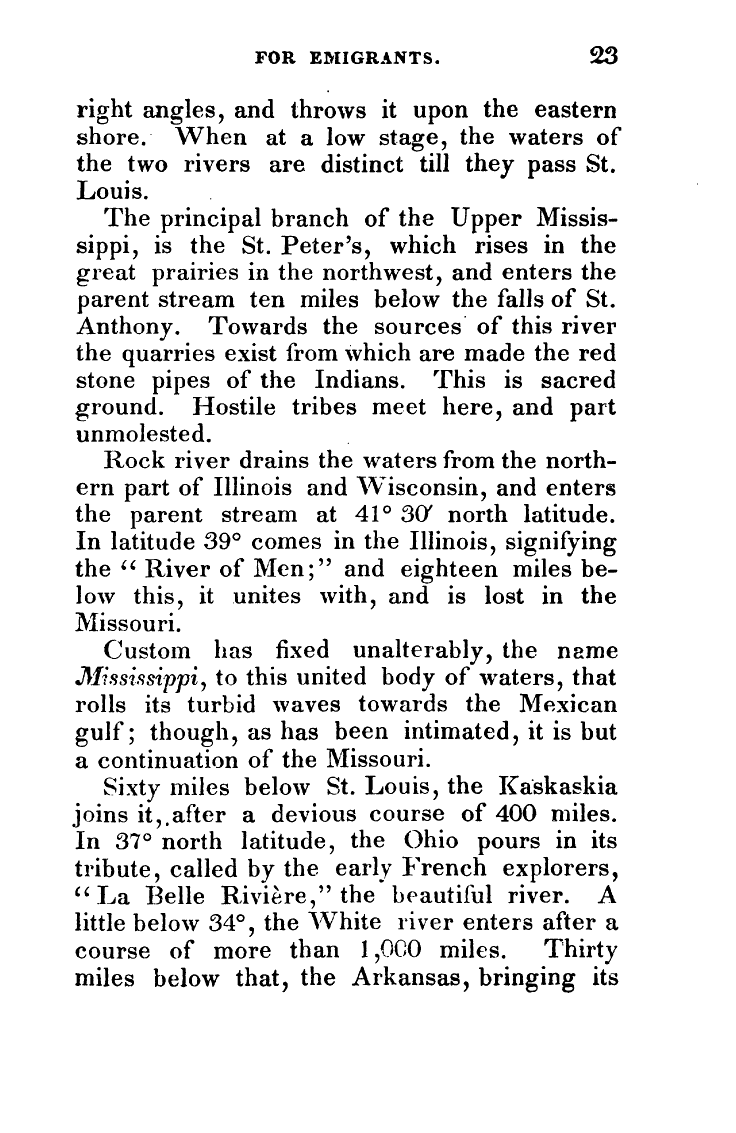 FOR EMIGRANTS. 23
right angles, and throws it upon the eastern
shore. When at a low stage, the waters of
the two rivers are distinct till they pass St.
Louis.
The principal branch of the Upper Missis-
sippi, is the St. Peter's, which rises in the
great prairies in the northwest, and enters the
parent stream ten miles below the falls of St.
Anthony. Towards the sources of this river
the quarries exist from which are made the red
stone pipes of the Indians. This is sacred
ground. Hostile tribes meet here, and part
unmolested.
Rock river drains the waters from the north-
ern part of Illinois and Wisconsin, and enters
the parent stream at 41° 30′ north latitude.
In latitude 39° comes in the Illinois, signifying
the “ River of Men;” and eighteen miles be-
low this, it unites with, and is lost in the
Missouri.
Custom has fixed unalterably, the name
Mississippi, to this united body of waters, that
rolls its turbid waves towards the Mexican
gulf; though, as has been intimated, it is but
a continuation of the Missouri.
Sixty miles below St. Louis, the Kaskaskia
joins it, after a devious course of 400 miles.
In 37° north latitude, the Ohio pours in its
tribute, called by the early French explorers,
“ La Belle Rivière,” the beautiful river. A
little below 34°, the White river enters after a
course of more than 1,000 miles. Thirty
miles below that, the Arkansas, bringing its